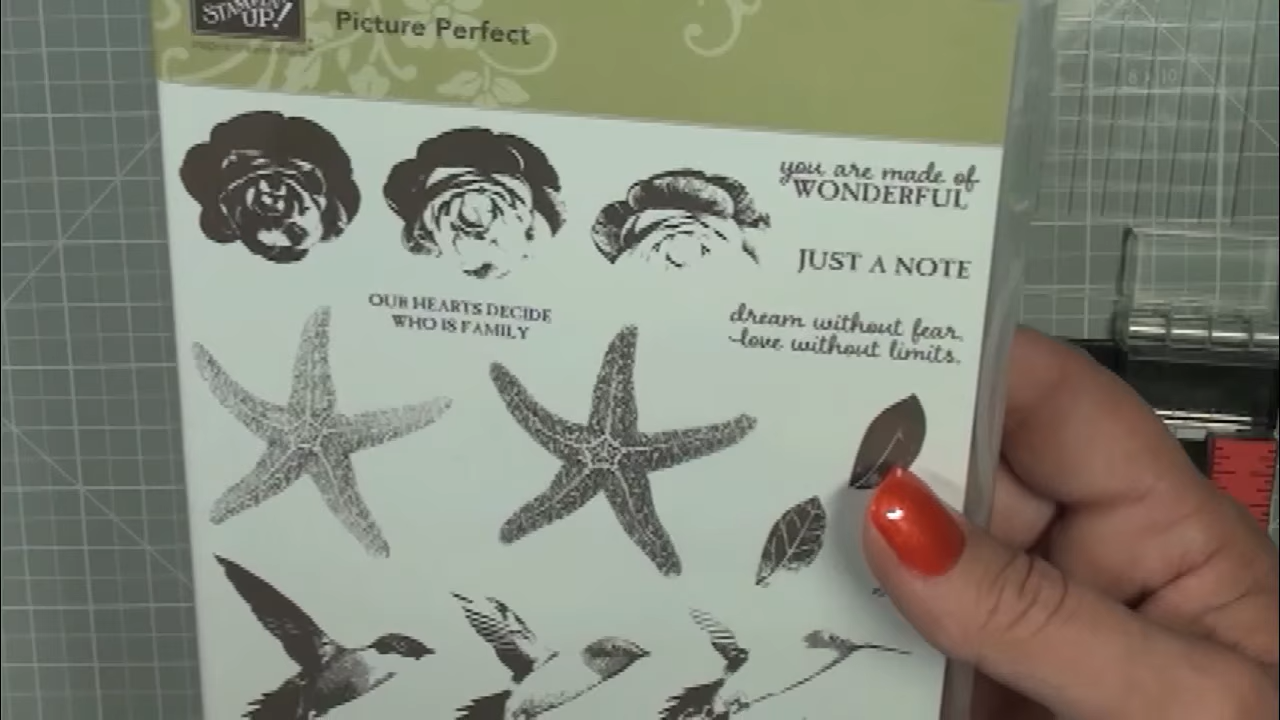 STAMPIN' UP!
Picture Perfect
you are made of
WONDERFUL
JUST A NOTE
OUR HEARTS DECIDE
WHO IS FAMILY
dream without fear.
love without limits.